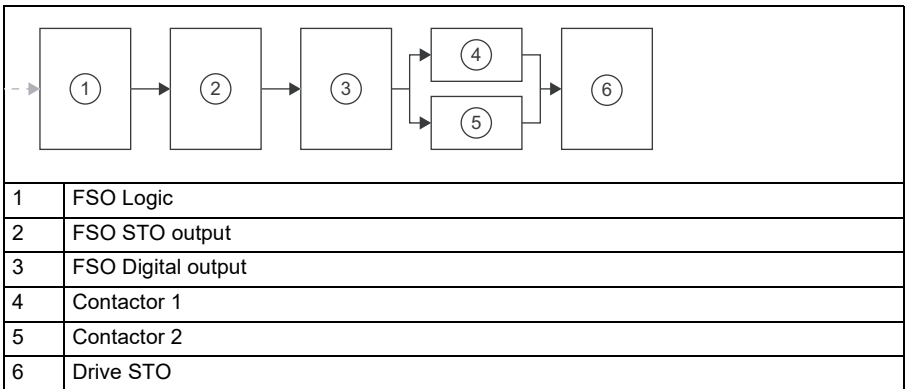 1
2
3
4
5
6
1 FSO Logic
2 FSO STO output
3 FSO Digital output
4 Contactor 1
5 Contactor 2
6 Drive STO